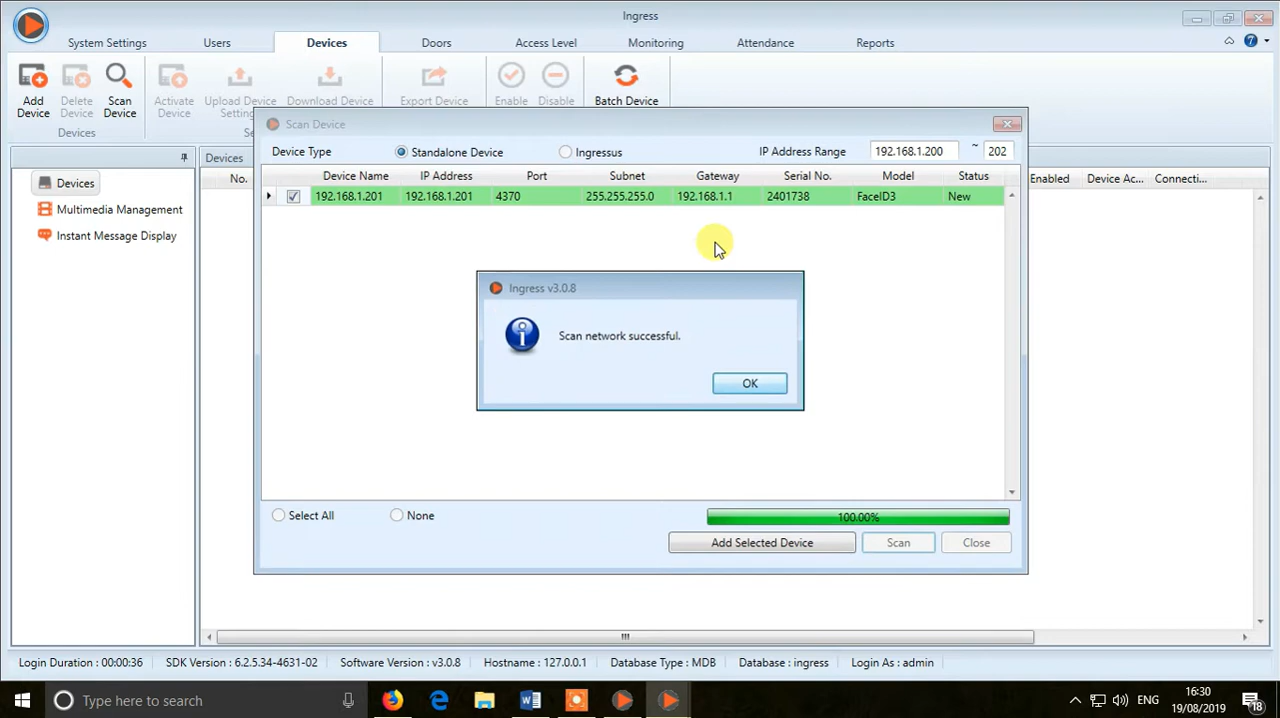 Ingress
System Settings Users Devices Doors Access Level Monitoring Attendance Reports
Add Device
Delete Device
Scan Device
Activate Device
Upload Device Setting
Download Device
Export Device
Enable
Disable
Batch Device
Devices
Se
Scan Device
Devices
Multimedia Management
Instant Message Display
Devices
No.
Enabled Device Ac... Connecti...
Device Type Standalone Device Ingressus IP Address Range 192.168.1.200 ~ 202
Device Name IP Address Port Subnet Gateway Serial No. Model Status
192.168.1.201 192.168.1.201 4370 255.255.255.0 192.168.1.1 2401738 FaceID3 New
Ingress v3.0.8
Scan network successful.
OK
Select All None 100.00%
Add Selected Device Scan Close
Login Duration : 00:00:36 SDK Version : 6.2.5.34-4631-02 Software Version : v3.0.8 Hostname : 127.0.0.1 Database Type : MDB Database : ingress Login As : admin
Type here to search
ENG
16:30
19/08/2019
18